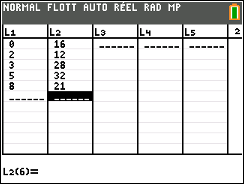 NORMAL FLOTT AUTO RÉEL RAD MP
L1 L2 L3 L4 L5 2
0 16 ------ ------ ------
2 12
3 28
5 32
8 21
------ ------
L2(6)=